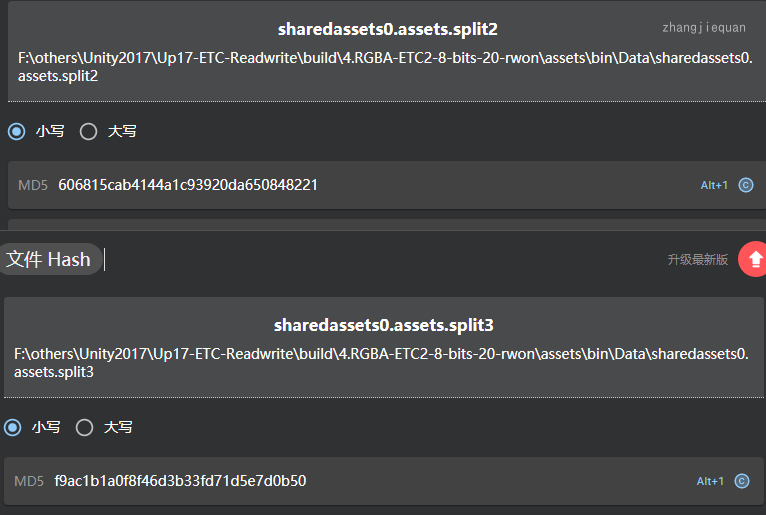 sharedassets0.assets.split2
zhangjiequan
F:\others\Unity2017\Up17-ETC-Readwrite\build\4.RGBA-ETC2-8-bits-20-rwon\assets\bin\Data\sharedassets0.
assets.split2
小写 大写
MD5 606815cab4144a1c93920da650848221 Alt+1 C
文件 Hash 升级最新版
sharedassets0.assets.split3
F:\others\Unity2017\Up17-ETC-Readwrite\build\4.RGBA-ETC2-8-bits-20-rwon\assets\bin\Data\sharedassets0.
assets.split3
小写 大写
MD5 f9ac1b1a0f8f46d3b33fd71d5e7d0b50 Alt+1 C